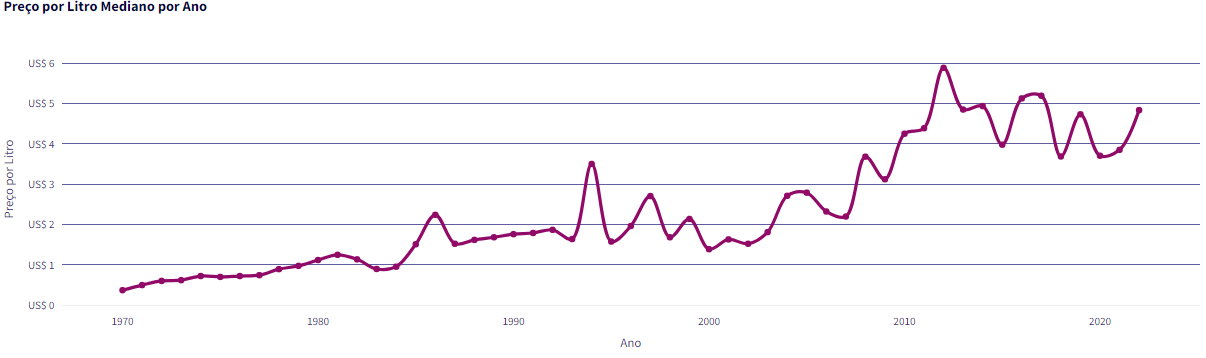 Preço por Litro Mediano por Ano
US$ 6
US$ 5
US$ 4
US$ 3
US$ 2
US$ 1
US$ 0
Preço por Litro
1970 1980 1990 2000 2010 2020
Ano